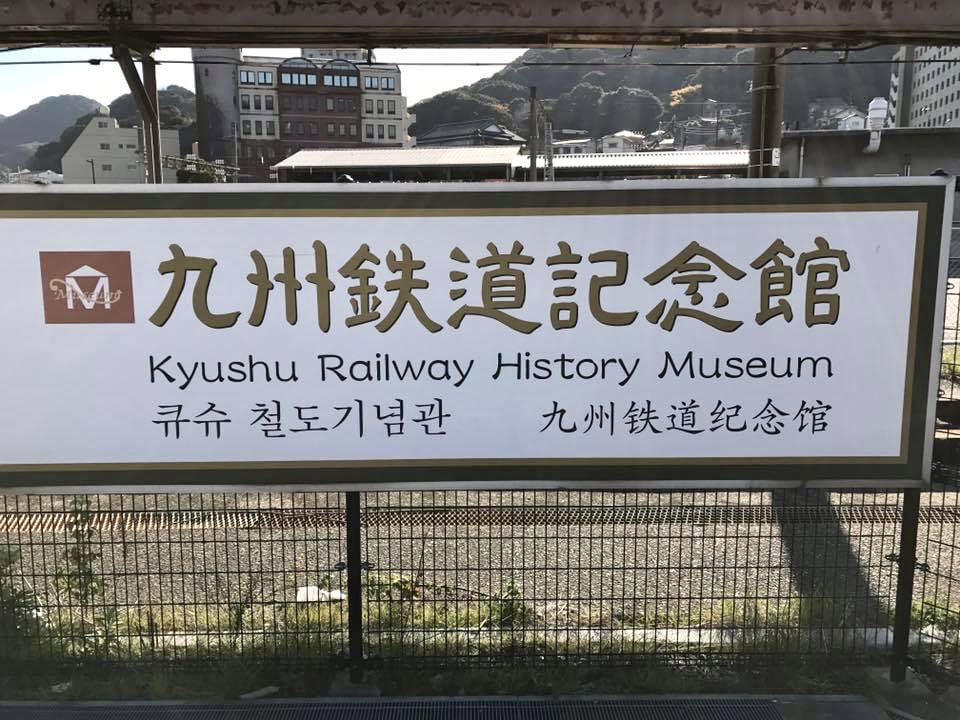 Museum
M
九州鉄道記念館
Kyushu Railway History Museum
큐슈 철도기념관 九州铁道纪念馆